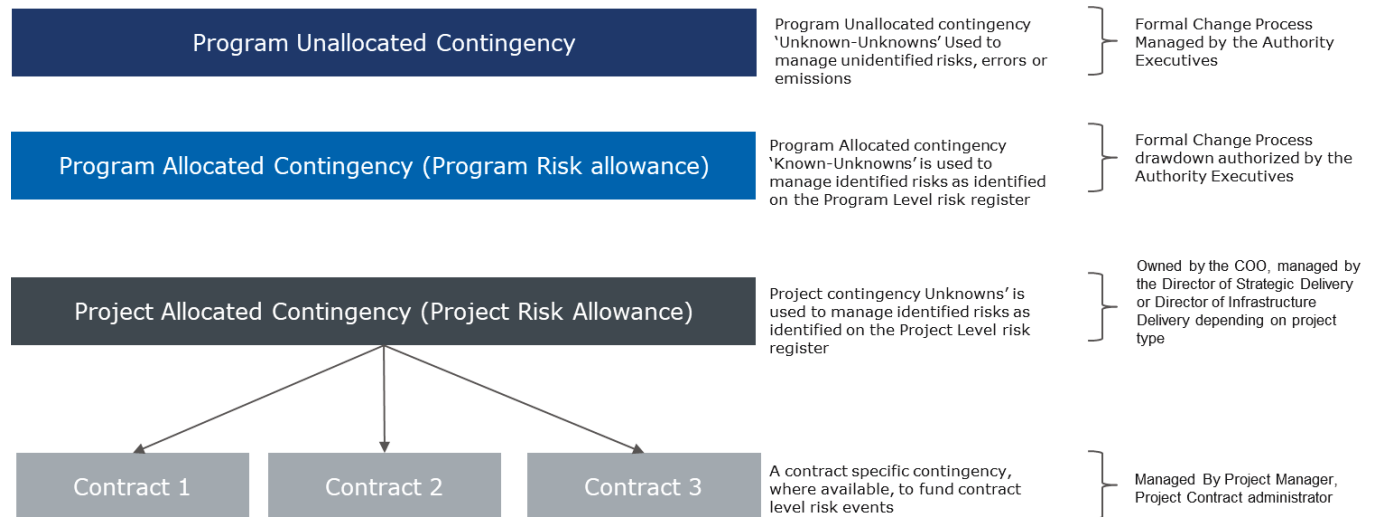 Program Unallocated Contingency
Program Unallocated contingency
‘Unknown-Unknowns’ Used to
manage unidentified risks, errors or
emissions
Formal Change Process
Managed by the Authority
Executives
Program Allocated Contingency (Program Risk allowance)
Program Allocated contingency
‘Known-Unknowns’ is used to
manage identified risks as identified
on the Program Level risk register
Formal Change Process
drawdown authorized by the
Authority Executives
Project Allocated Contingency (Project Risk Allowance)
Project contingency Unknowns’ is
used to manage identified risks as
identified on the Project Level risk
register
Owned by the COO, managed by
the Director of Strategic Delivery
or Director of Infrastructure
Delivery depending on project
type
Contract 1
Contract 2
Contract 3
A contract specific contingency,
where available, to fund contract
level risk events
Managed By Project Manager,
Project Contract administrator